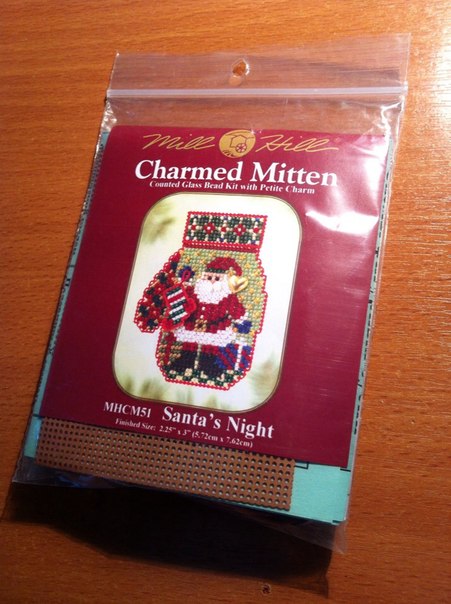 Mill Hill®
Charmed Mitten
Counted Glass Bead Kit with Petite Charm
MHCM51 Santa's Night
Finished Size: 2.25" x 3" (5.72cm x 7.62cm)